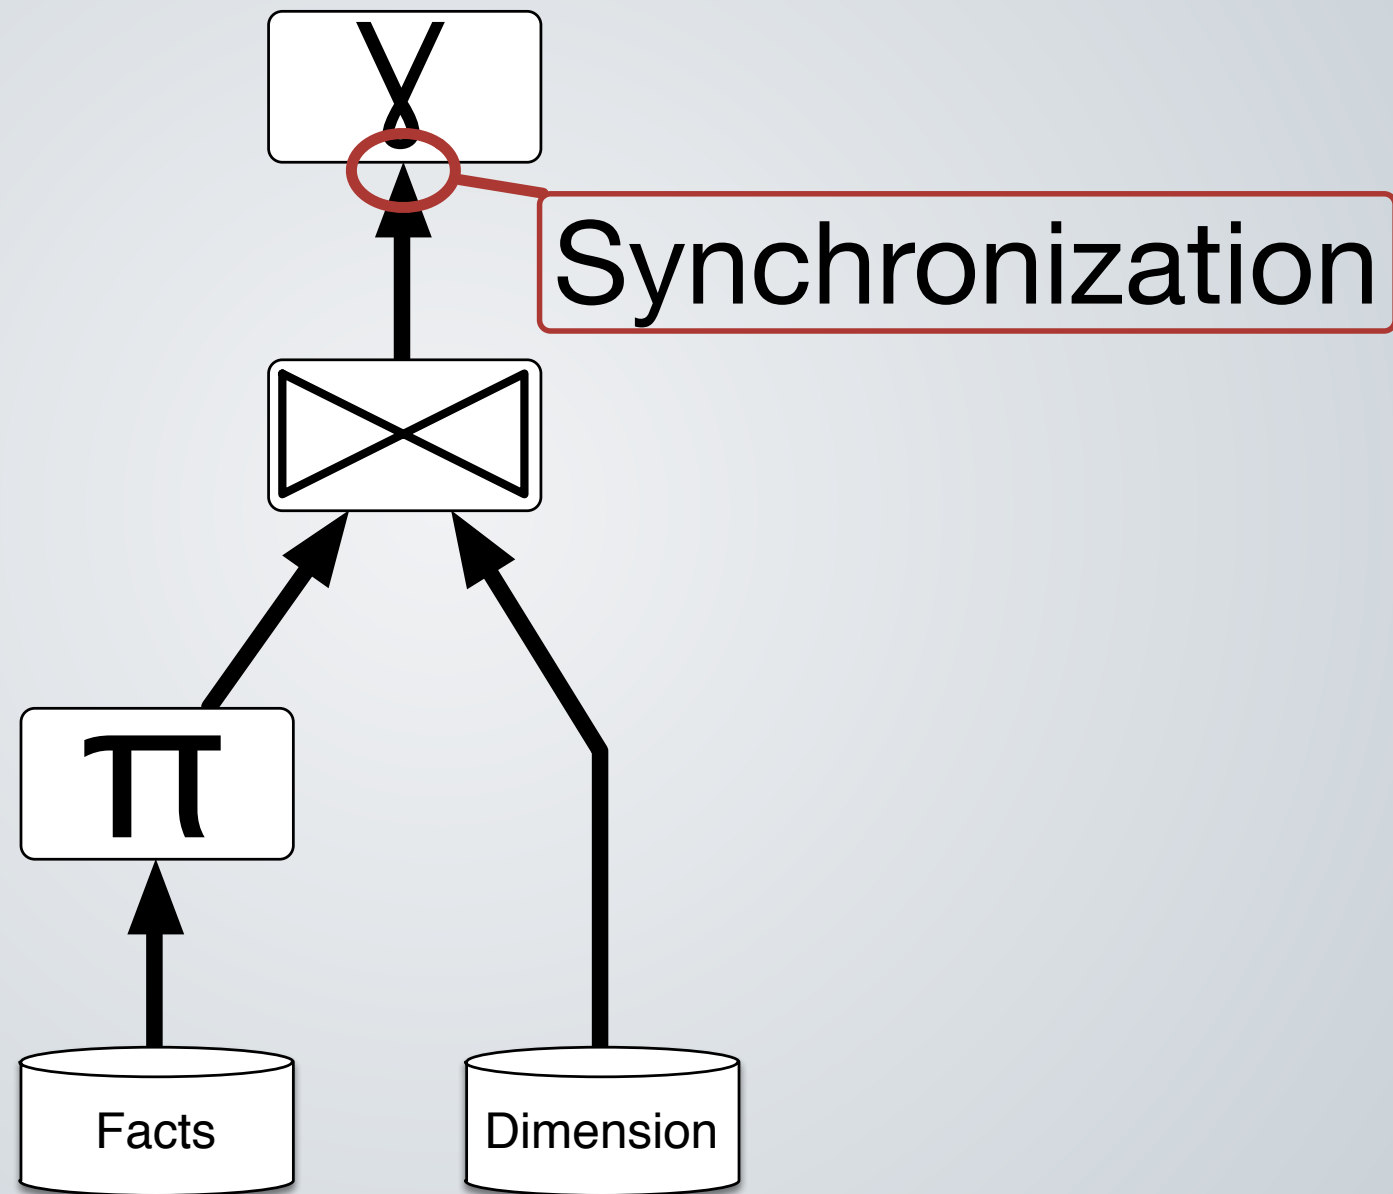 γ
Synchronization
⋈
π
Facts
Dimension